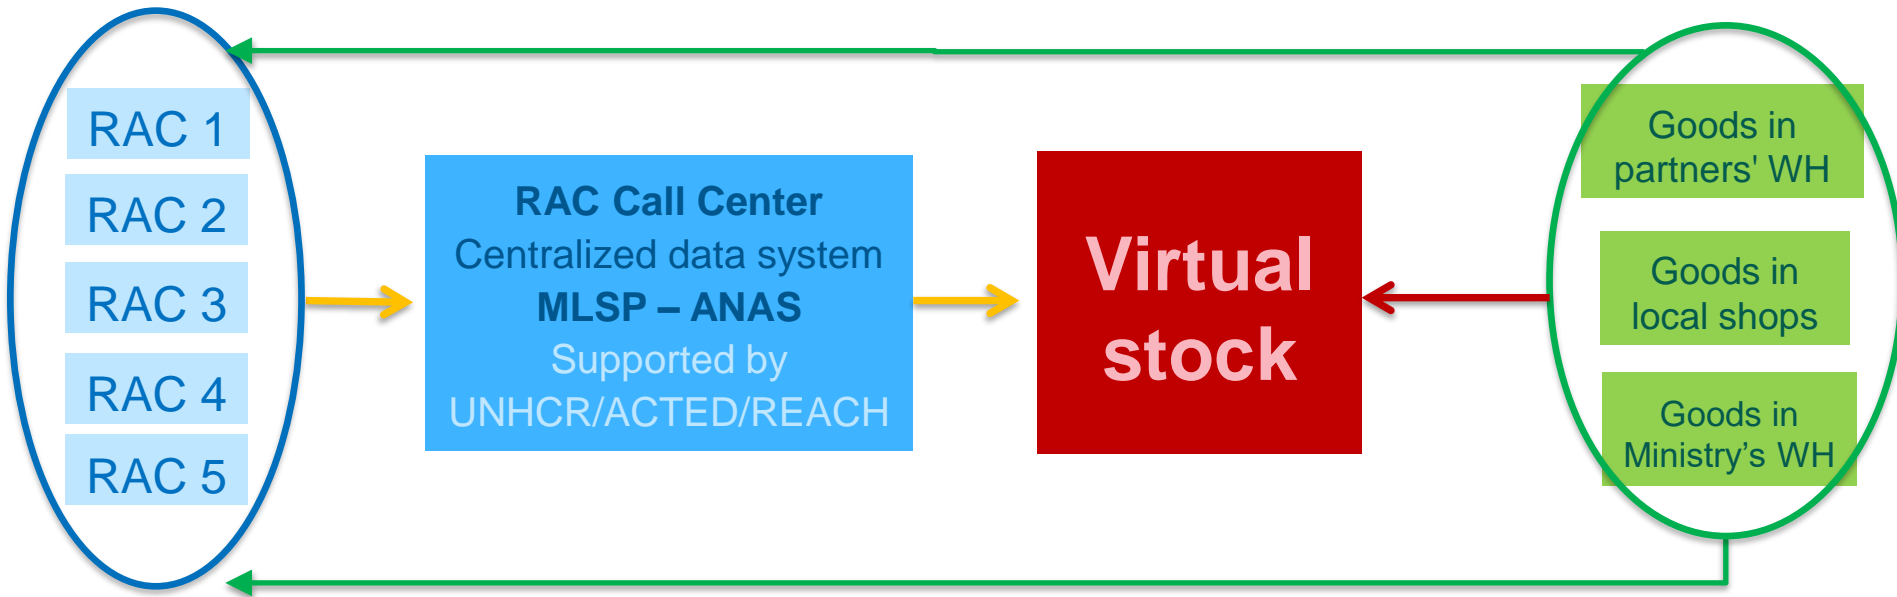 RAC 1
RAC 2
RAC 3
RAC 4
RAC 5
RAC Call Center
Centralized data system
MLSP – ANAS
Supported by
UNHCR/ACTED/REACH
Virtual
stock
Goods in
partners' WH
Goods in
local shops
Goods in
Ministry’s WH